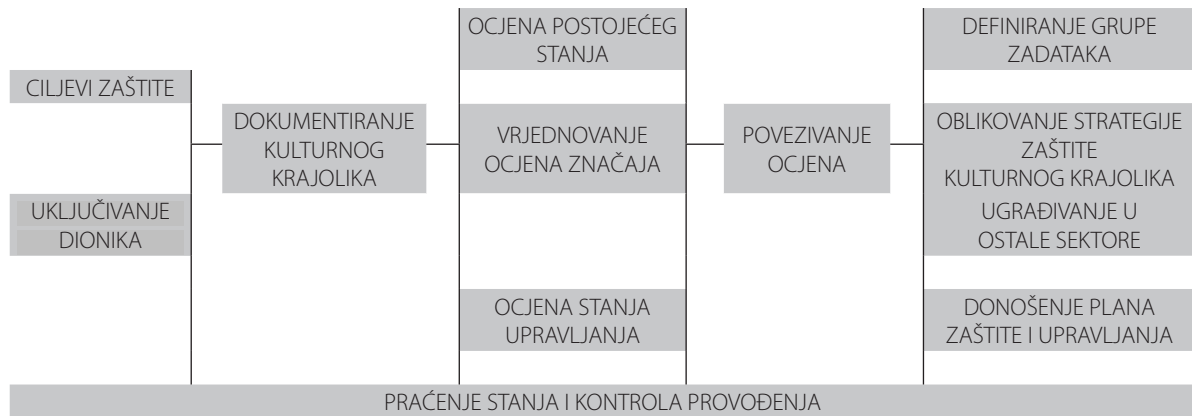 CILJEVI ZAŠTITE
UKLJUČIVANJE
DIONIKA
DOKUMENTIRANJE
KULTURNOG
KRAJOLIKA
OCJENA POSTOJEĆEG
STANJA
VRJEDNOVANJE
OCJENA ZNAČAJA
OCJENA STANJA
UPRAVLJANJA
POVEZIVANJE
OCJENA
DEFINIRANJE GRUPE
ZADATAKA
OBLIKOVANJE STRATEGIJE
ZAŠTITE
KULTURNOG KRAJOLIKA
UGRAĐIVANJE U
OSTALE SEKTORE
DONOŠENJE PLANA
ZAŠTITE I UPRAVLJANJA
PRAĆENJE STANJA I KONTROLA PROVOĐENJA